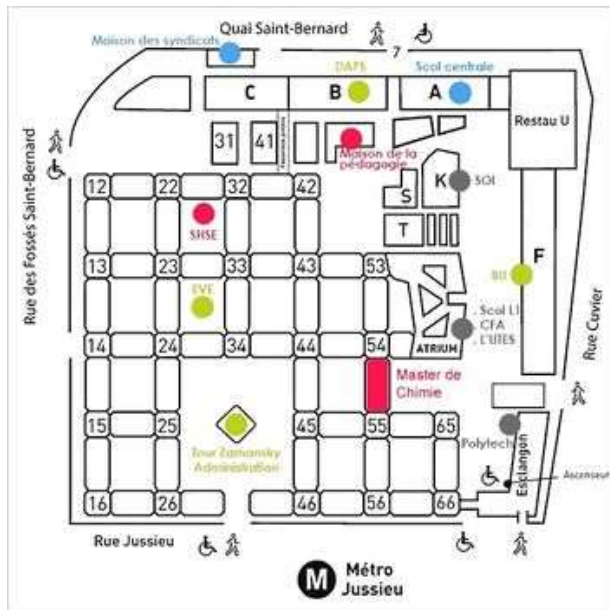 Quai Saint-Bernard
Maison des syndicats
7
DAPS
Scol centrale
C
B
A
Restau U
31
41
Maison de la
pédagogie
K
SOI
S
12
22
32
42
T
SHSE
F
Rue des Fossés Saint-Bernard
13
23
33
43
53
EVE
Scol L1
CFA
L'UTES
Rue Cuvier
14
24
34
44
54
ATRIUM
Master de
Chimie
15
25
45
55
65
Polytech
Tour Zamansky
Administration
Esclangon
Ascenseur
16
26
46
56
66
Rue Jussieu
M
Métro
Jussieu